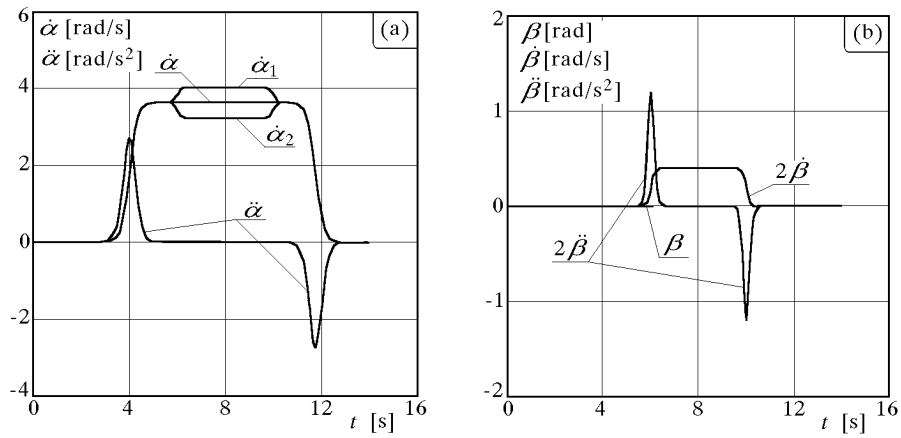 6
α̇ [rad/s]
(a)
α̈ [rad/s²]
α̇
α̇₁
4
α̇₂
2
α̈
0
-2
-4
0
4
8
12
16
t [s]
2
β [rad]
(b)
β̇ [rad/s]
β̈ [rad/s²]
1
2β̇
0
2β̈
β
-1
-2
0
4
8
12
16
t [s]